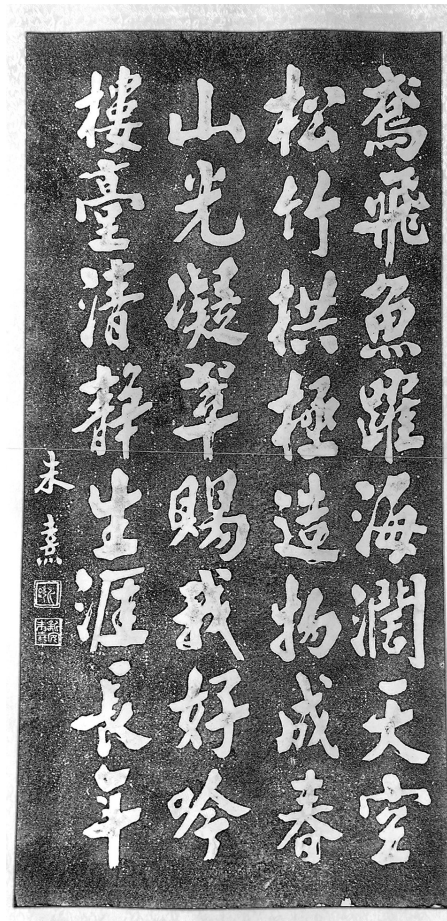 鳶飛魚躍海濶天空
松竹拱極造物成春
山光凝翠賜我好吟
樓臺清靜生涯長年
朱熹